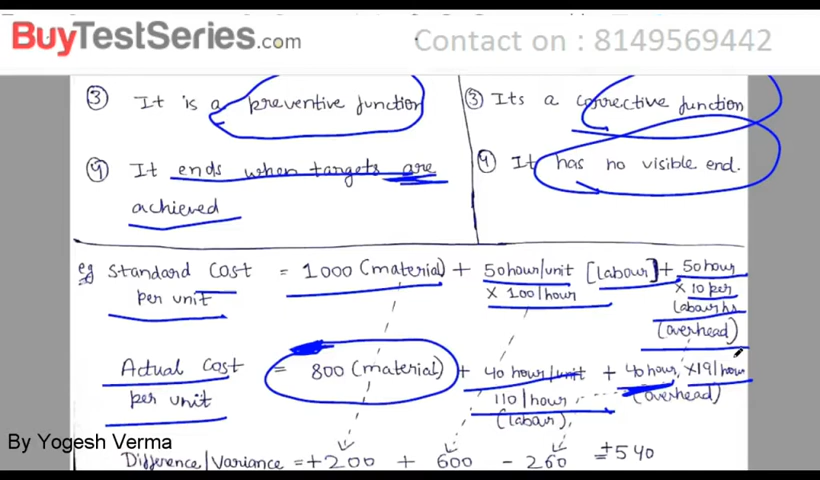 BuyTestSeries.com
Contact on : 8149569442
③ It is a preventive function
③ Its a corrective function
④ It ends when targets are
achieved
④ It has no visible end.
eg Standard Cost = 1000 (material) + 50 hour/unit [Labour] + 50 hour
per unit × 100/hour × 10 per
Labour hr
(overhead)
Actual Cost = 800 (material) + 40 hour/unit + 40 hour × 19/hour
per unit 110/hour (overhead)
(labour)
By Yogesh Verma
Difference/Variance = +200 + 600 - 260 = +540